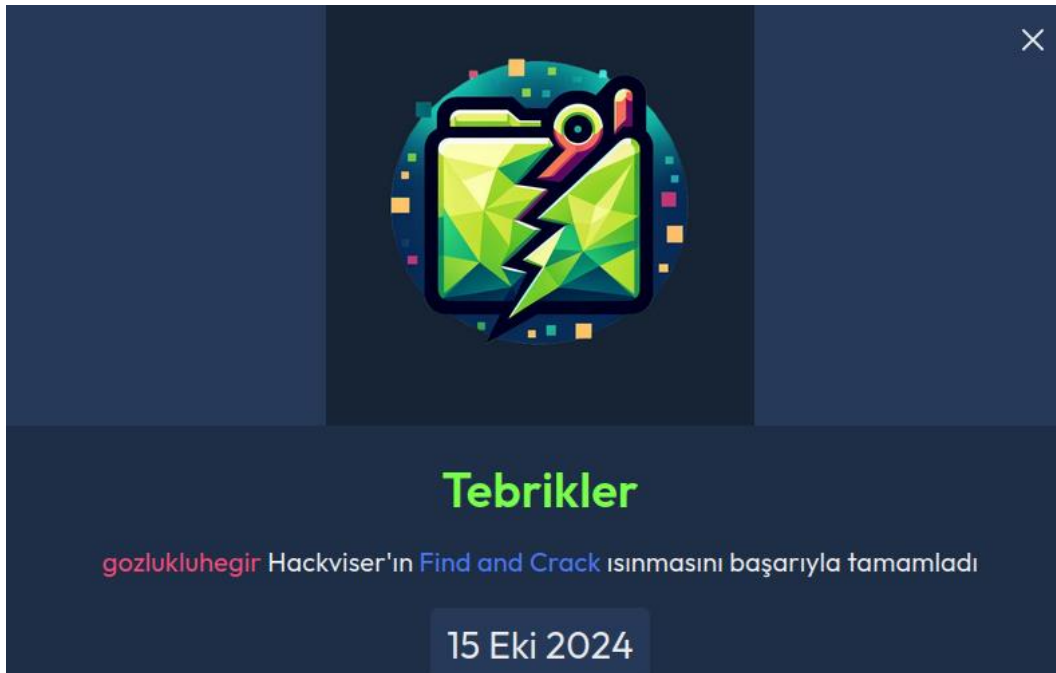 Tebrikler
gozlukluhegir Hackviser'ın Find and Crack ısınmasını başarıyla tamamladı
15 Eki 2024